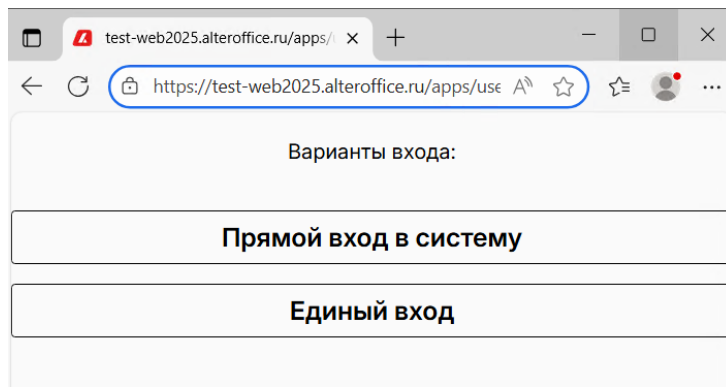 test-web2025.alteroffice.ru/apps/
https://test-web2025.alteroffice.ru/apps/use
Варианты входа:
Прямой вход в систему
Единый вход